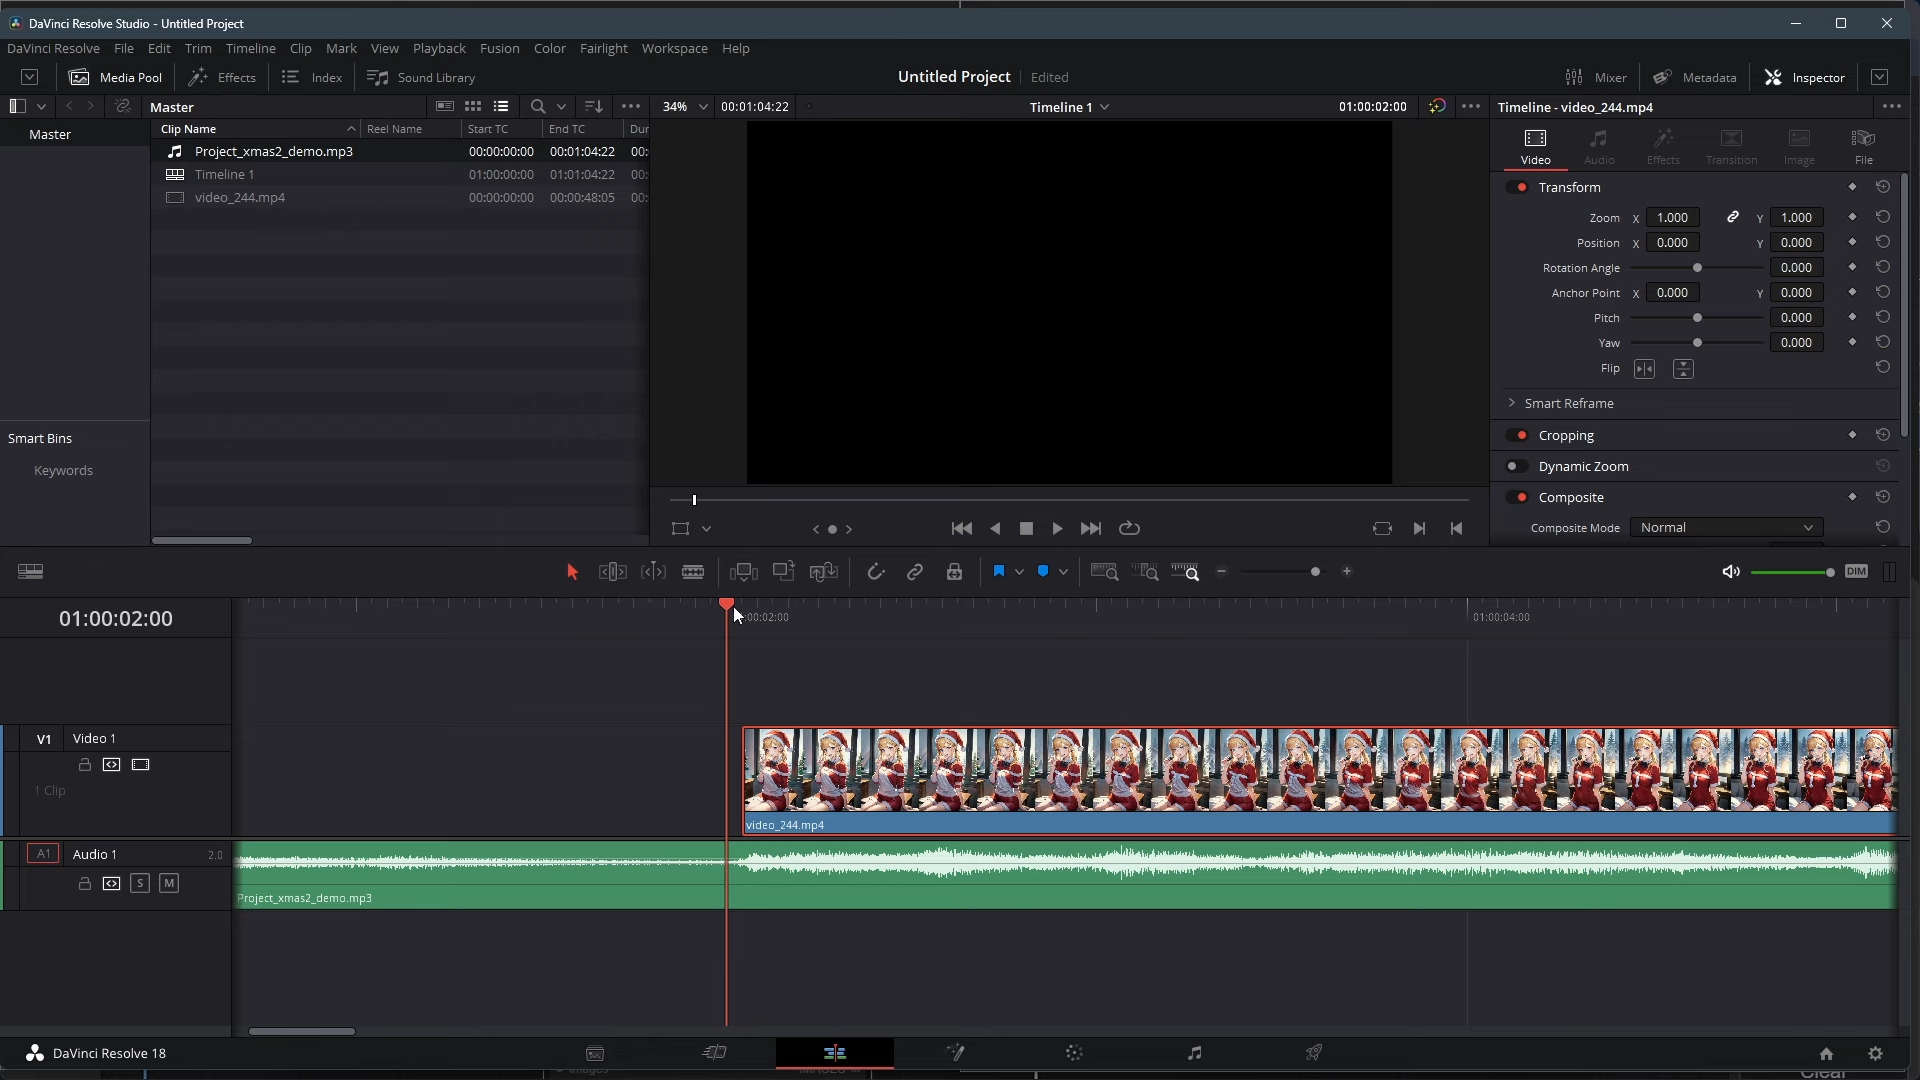 DaVinci Resolve Studio - Untitled Project
DaVinci Resolve File Edit Trim Timeline Clip Mark View Playback Fusion Color Fairlight Workspace Help
Media Pool Effects Index Sound Library Untitled Project Edited Mixer Metadata Inspector
Master 34% 00:01:04:22 Timeline 1 01:00:02:00 Timeline - video_244.mp4
Master
Clip Name Reel Name Start TC End TC Dur
Project_xmas2_demo.mp3 00:00:00:00 00:01:04:22 00:
Timeline 1 01:00:00:00 01:01:04:22 00:
video_244.mp4 00:00:00:00 00:00:48:05 00:
Smart Bins
Keywords
Video Audio Effects Transition Image File
Transform
Zoom X 1.000 Y 1.000
Position X 0.000 Y 0.000
Rotation Angle 0.000
Anchor Point X 0.000 Y 0.000
Pitch 0.000
Yaw 0.000
Flip
Smart Reframe
Cropping
Dynamic Zoom
Composite
Composite Mode Normal
DIM
01:00:02:00
:00:02:00 01:00:04:00
V1 Video 1
1 Clip
video_244.mp4
A1 Audio 1 2.0
S M
Project_xmas2_demo.mp3
DaVinci Resolve 18